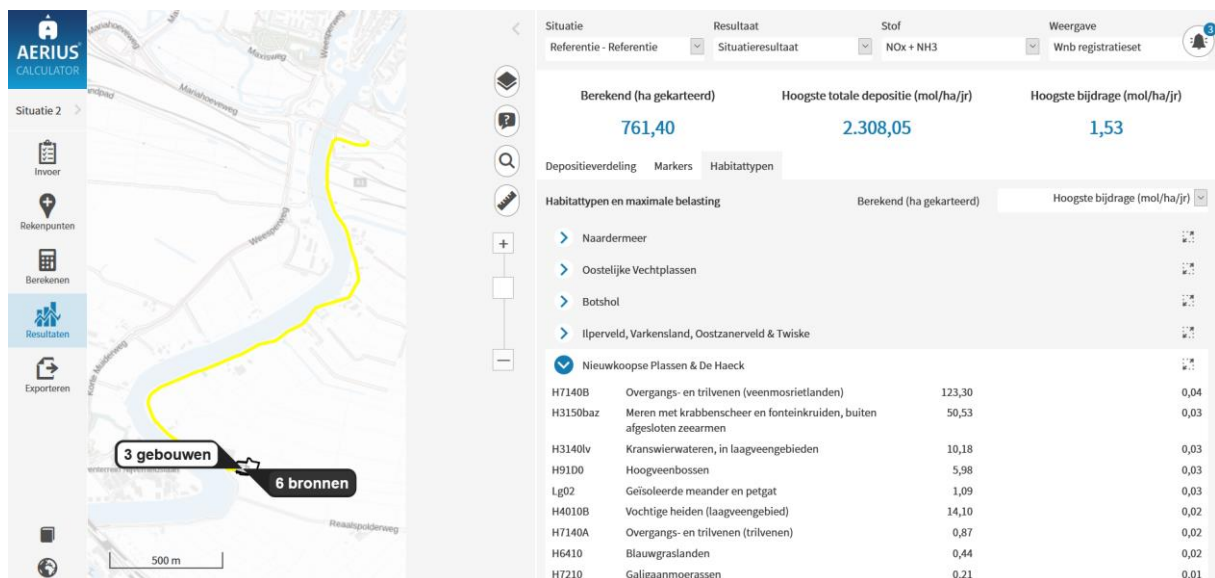 AERIUS
CALCULATOR
Situatie 2
Invoer
Rekenpunten
Berekenen
Resultaten
Exporteren
Mariahoeveweg
Maxisweg
Weesperweg
Mariahoeveweg
Weesperweg
Korte Muiderweg
Reaalspolderweg
3 gebouwen
6 bronnen
500 m
Situatie Resultaat Stof Weergave
Referentie - Referentie Situatieresultaat NOx + NH3 Wnb registratieset
3
Berekend (ha gekarteerd) Hoogste totale depositie (mol/ha/jr) Hoogste bijdrage (mol/ha/jr)
761,40 2.308,05 1,53
Depositieverdeling Markers Habitattypen
Habitattypen en maximale belasting Berekend (ha gekarteerd) Hoogste bijdrage (mol/ha/jr)
Naardermeer
Oostelijke Vechtplassen
Botshol
Ilperveld, Varkensland, Oostzanerveld & Twiske
Nieuwkoopse Plassen & De Haeck
H7140B Overgangs- en trilvenen (veenmosrietlanden) 123,30 0,04
H3150baz Meren met krabbenscheer en fonteinkruiden, buiten 50,53 0,03
afgesloten zeearmen
H3140lv Kranswierwateren, in laagveengebieden 10,18 0,03
H91D0 Hoogveenbossen 5,98 0,03
Lg02 Geïsoleerde meander en petgat 1,09 0,03
H4010B Vochtige heiden (laagveengebied) 14,10 0,02
H7140A Overgangs- en trilvenen (trilvenen) 0,87 0,02
H6410 Blauwgraslanden 0,44 0,02
H7210 Galigaanmoerassen 0,21 0,01